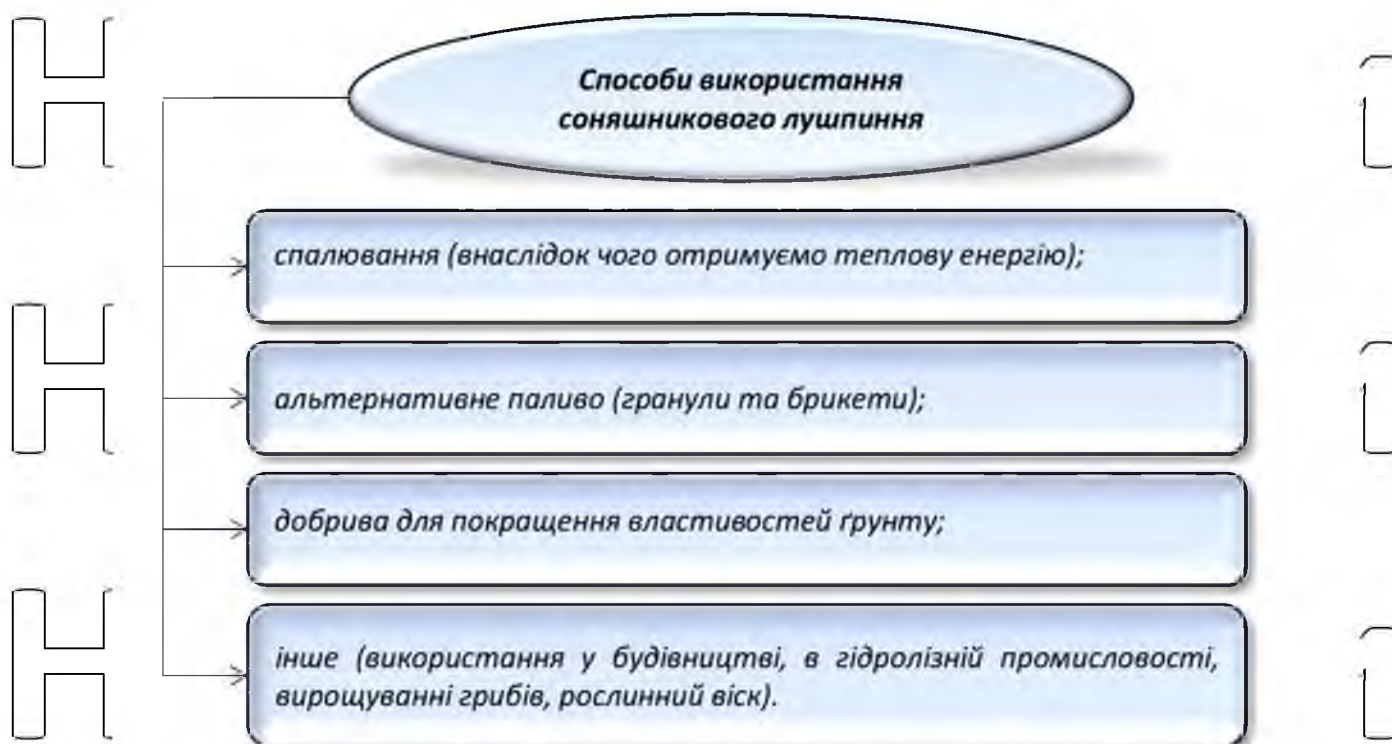 Способи використання
соняшникового лушпиння
спалювання (внаслідок чого отримуємо теплову енергію);
альтернативне паливо (гранули та брикети);
добрива для покращення властивостей ґрунту;
інше (використання у будівництві, в гідролізній промисловості,
вирощуванні грибів, рослинний віск).